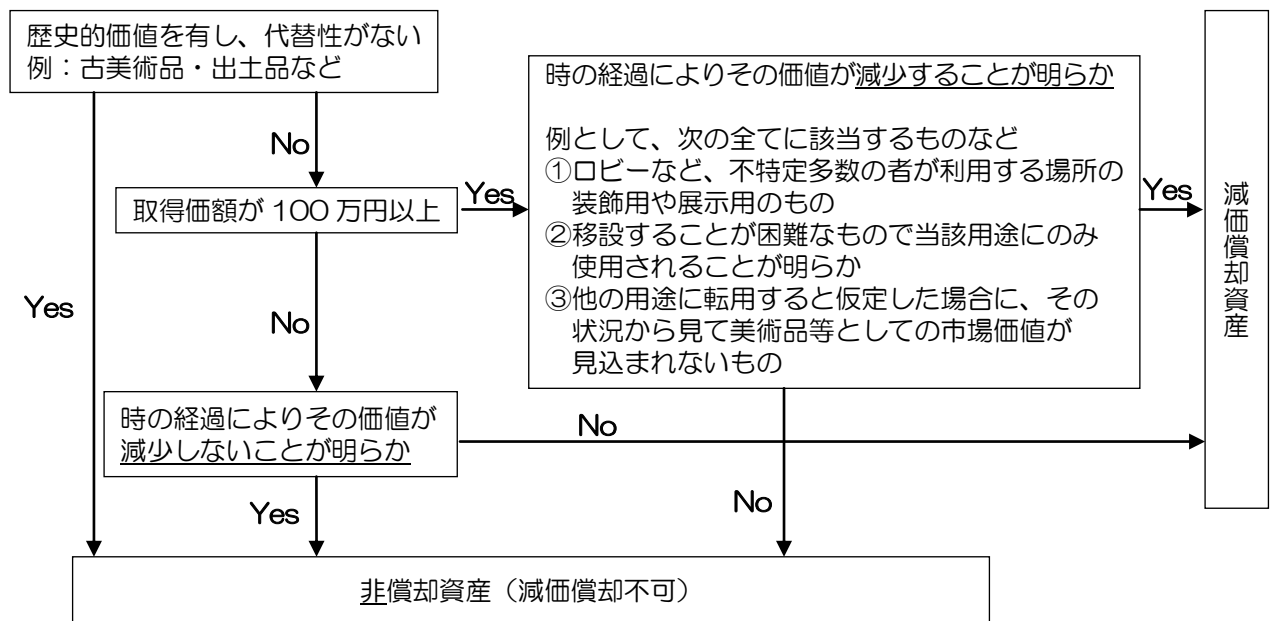 歴史的価値を有し、代替性がない
例：古美術品・出土品など
No
Yes
取得価額が 100 万円以上
Yes
時の経過によりその価値が減少することが明らか
例として、次の全てに該当するものなど
①ロビーなど、不特定多数の者が利用する場所の
装飾用や展示用のもの
②移設することが困難なもので当該用途にのみ
使用されることが明らか
③他の用途に転用すると仮定した場合に、その
状況から見て美術品等としての市場価値が
見込まれないもの
Yes
減価償却資産
No
時の経過によりその価値が
減少しないことが明らか
No
Yes
No
非償却資産（減価償却不可）